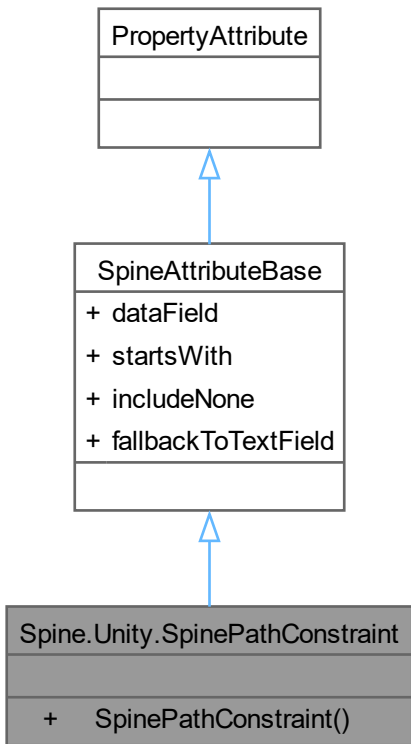 PropertyAttribute
SpineAttributeBase
+ dataField
+ startsWith
+ includeNone
+ fallbackToTextField
Spine.Unity.SpinePathConstraint
+ SpinePathConstraint()